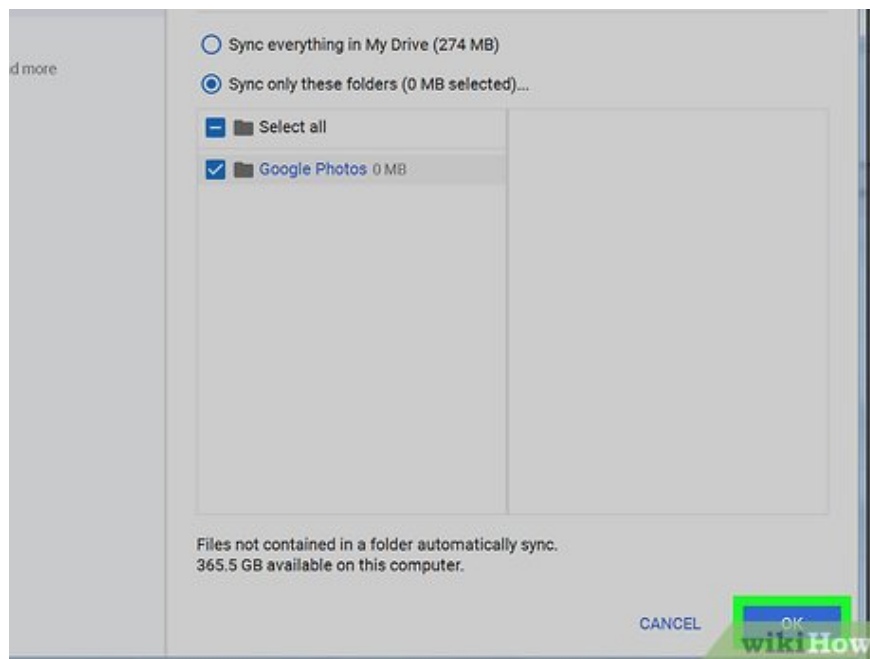 Sync everything in My Drive (274 MB)
d more
Sync only these folders (0 MB selected)...
Select all
Google Photos 0 MB
Files not contained in a folder automatically sync.
365.5 GB available on this computer.
CANCEL
OK
wikiHow